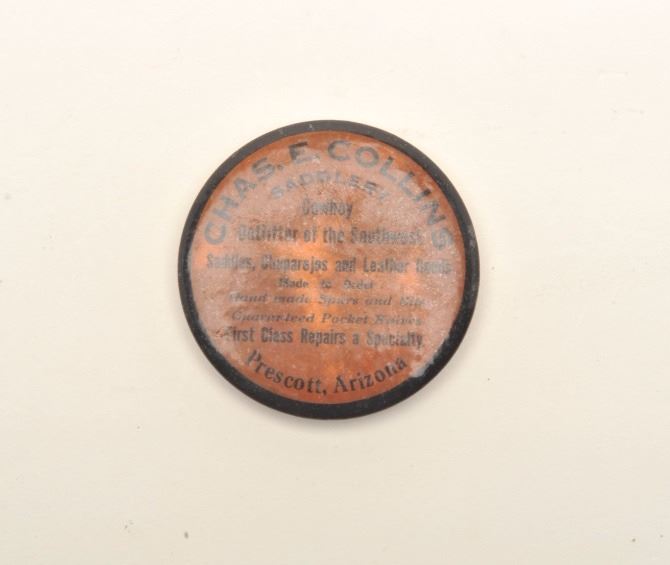 CHAS. E. COLLINS
SADDLERY
Cowboy
Outfitter of the Southwest
Saddles, Chaparejos and Leather Goods
Made to Order
Hand made Spurs and Bits
Guaranteed Pocket Knives
First Class Repairs a Specialty
Prescott, Arizona